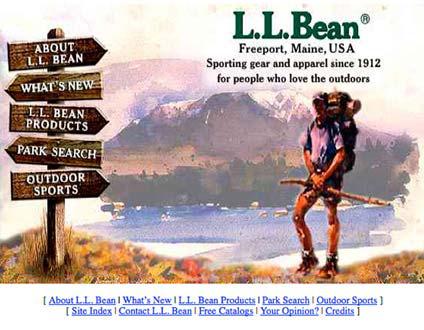 L.L.Bean®
Freeport, Maine, USA
Sporting gear and apparel since 1912
for people who love the outdoors
ABOUT
L.L. BEAN
WHAT'S NEW
L.L. BEAN
PRODUCTS
PARK SEARCH
OUTDOOR
SPORTS
[ About L.L. Bean | What's New | L.L. Bean Products | Park Search | Outdoor Sports ]
[ Site Index | Contact L.L. Bean | Free Catalogs | Your Opinion? | Credits ]